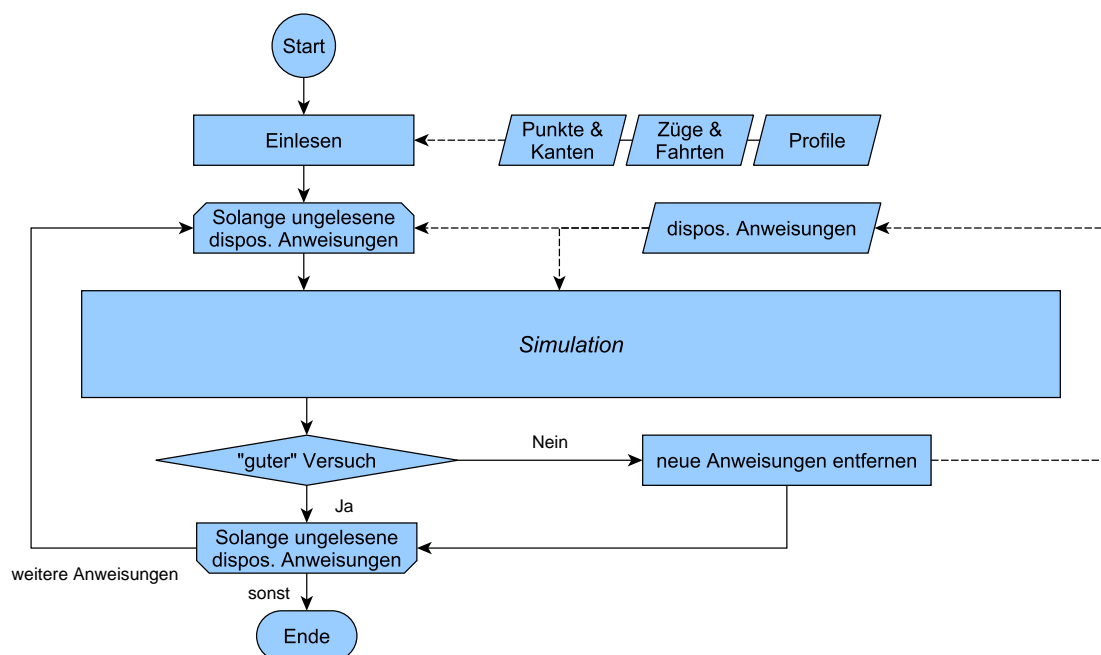 Start
Einlesen
Punkte &
Kanten
Züge &
Fahrten
Profile
Solange ungelesene
dispos. Anweisungen
dispos. Anweisungen
Simulation
"guter" Versuch
Nein
neue Anweisungen entfernen
Ja
Solange ungelesene
dispos. Anweisungen
weitere Anweisungen
sonst
Ende